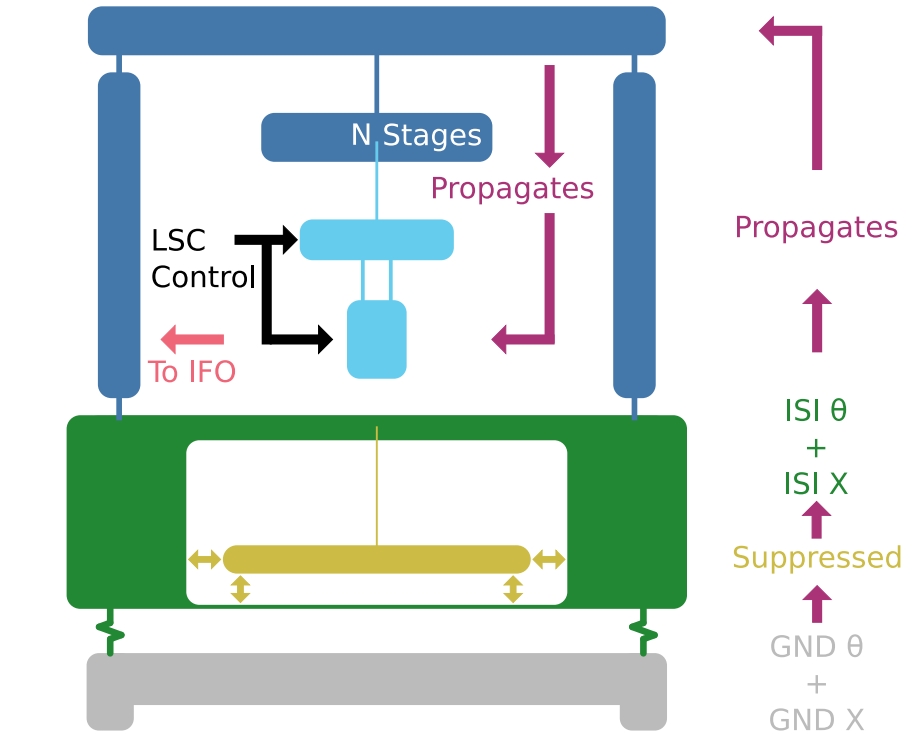 N Stages
Propagates
LSC
Control
To IFO
Propagates
ISI θ
+
ISI X
Suppressed
GND θ
+
GND X